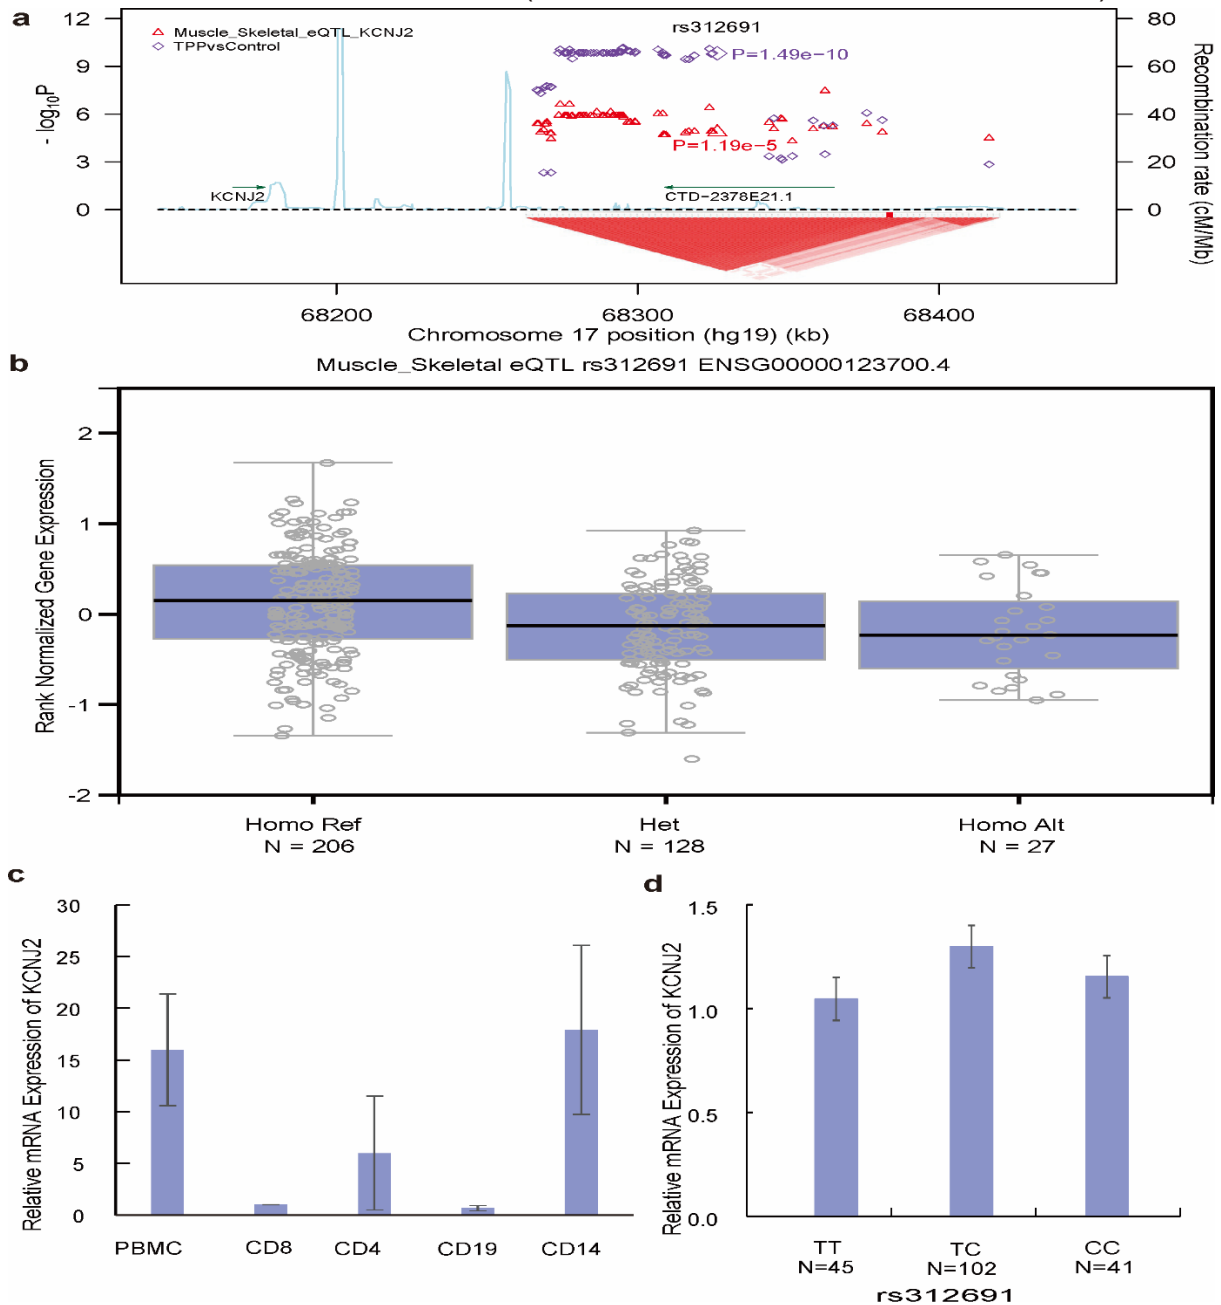 a
12
9
6
3
0
- log10P
Muscle_Skeletal_eQTL_KCNJ2
TPPvsControl
rs312691
P=1.49e−10
P=1.19e−5
KCNJ2
CTD−2378E21.1
80
60
40
20
0
Recombination rate (cM/Mb)
68200
68300
68400
Chromosome 17 position (hg19) (kb)
b
Muscle_Skeletal eQTL rs312691 ENSG00000123700.4
Rank Normalized Gene Expression
2
1
0
-1
-2
Homo Ref
N = 206
Het
N = 128
Homo Alt
N = 27
c
Relative mRNA Expression of KCNJ2
30
25
20
15
10
5
0
PBMC
CD8
CD4
CD19
CD14
d
Relative mRNA Expression of KCNJ2
1.5
1.0
0.5
0.0
TT
N=45
TC
N=102
CC
N=41
rs312691